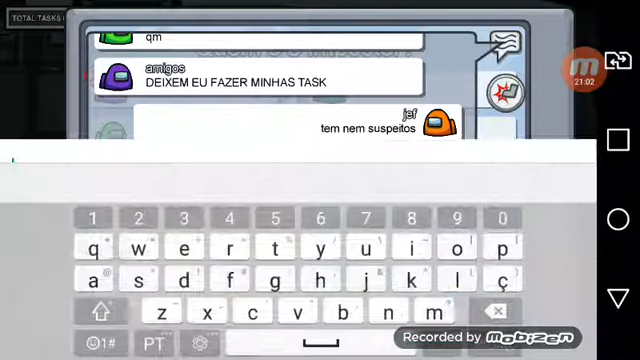 TOTAL TASKS
qm
amigos
DEIXEM EU FAZER MINHAS TASK
jef
tem nem suspeitos
21:02
1 2 3 4 5 6 7 8 9 0
q w e r t y u i o p
a s d f g h j k l ç
z x c v b n m
1# PT
Recorded by mobizen